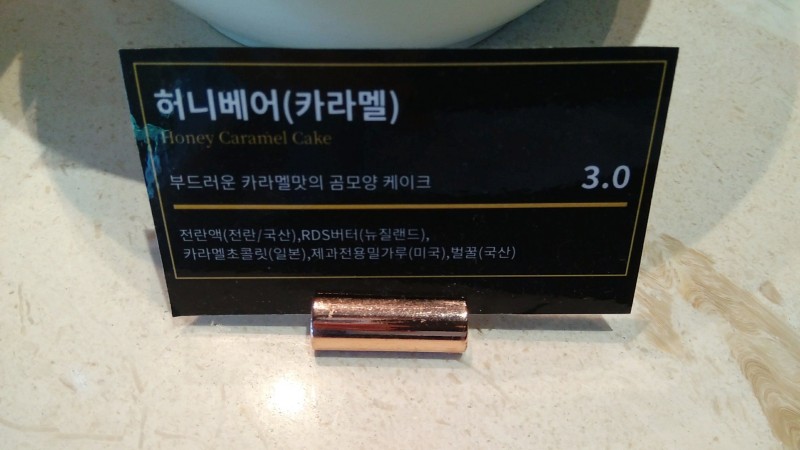 허니베어(카라멜)
Honey Caramel Cake
부드러운 카라멜맛의 곰모양 케이크 3.0
전란액(전란/국산),RDS버터(뉴질랜드),
카라멜초콜릿(일본),제과전용밀가루(미국),벌꿀(국산)